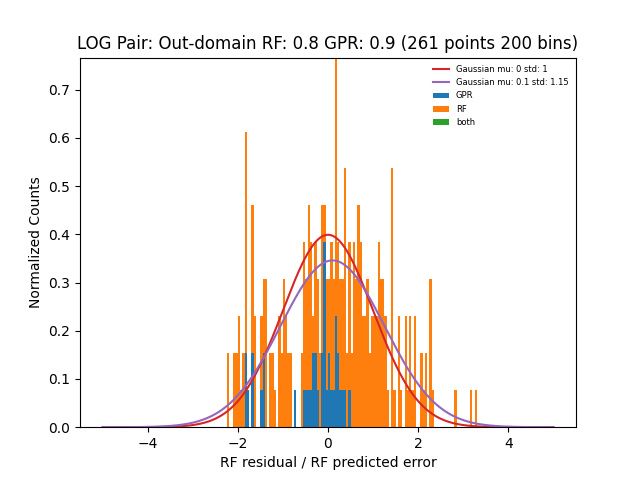 LOG Pair: Out-domain RF: 0.8 GPR: 0.9 (261 points 200 bins)
Gaussian mu: 0 std: 1
Gaussian mu: 0.1 std: 1.15
GPR
RF
both
Normalized Counts
0.7
0.6
0.5
0.4
0.3
0.2
0.1
0.0
−4 −2 0 2 4
RF residual / RF predicted error